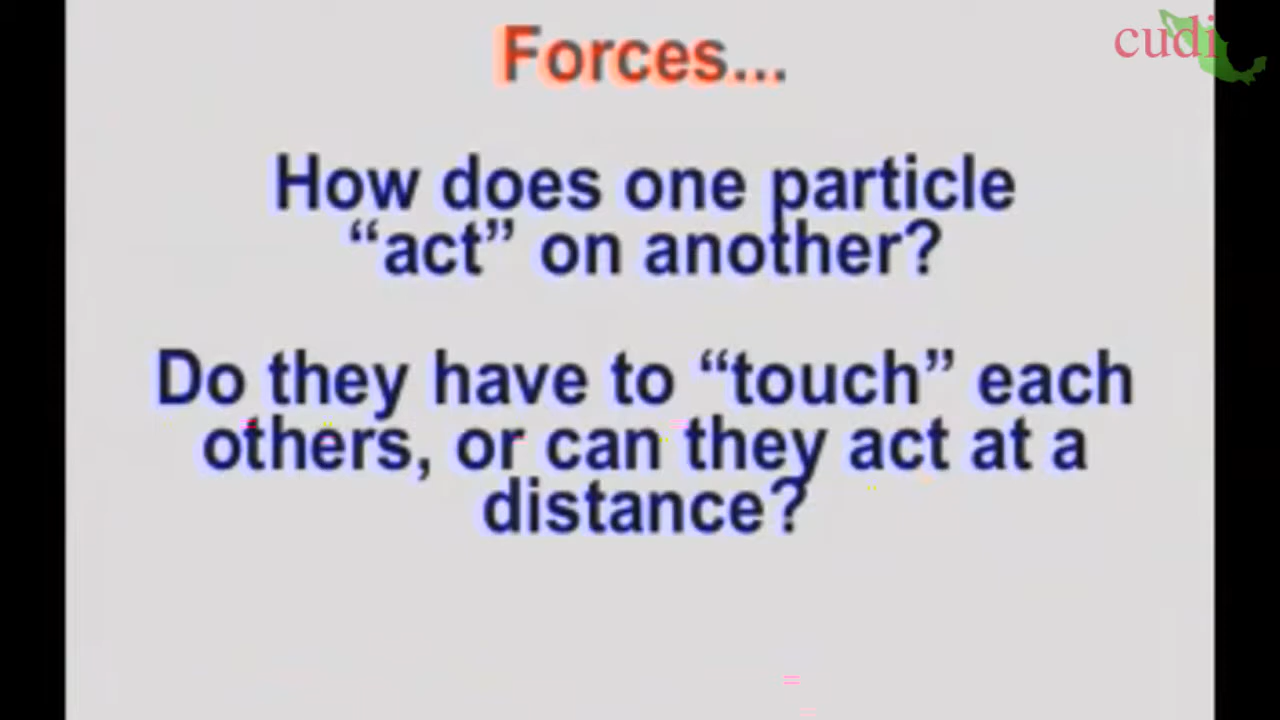 cudi
Forces...
How does one particle
“act” on another?
Do they have to “touch” each
others, or can they act at a
distance?